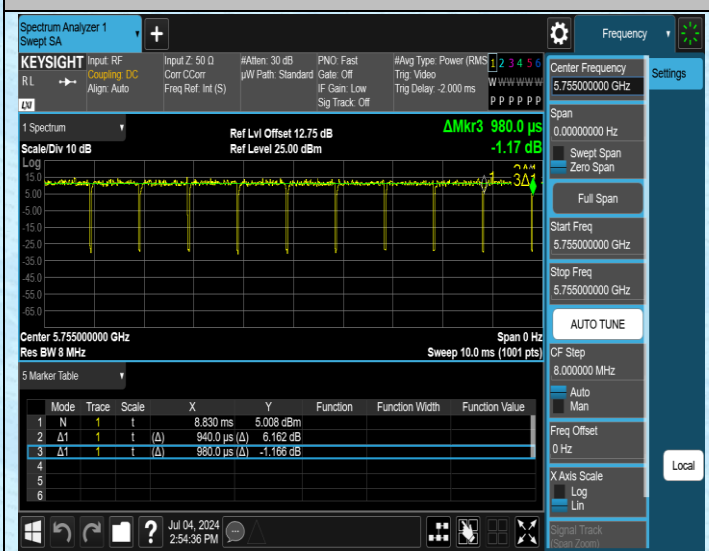 Spectrum Analyzer 1
Swept SA
Frequency
KEYSIGHT
RL
LXI
Input: RF
Coupling: DC
Align: Auto
Input Z: 50 Ω
Corr CCorr
Freq Ref: Int (S)
#Atten: 30 dB
µW Path: Standard
PNO: Fast
Gate: Off
IF Gain: Low
Sig Track: Off
#Avg Type: Power (RMS
Trig: Video
Trig Delay: -2.000 ms
1 2 3 4 5 6
W W W W W W
P P P P P P
1 Spectrum
Scale/Div 10 dB
Ref Lvl Offset 12.75 dB
Ref Level 25.00 dBm
ΔMkr3 980.0 µs
-1.17 dB
Log
15.0
5.00
-5.00
-15.0
-25.0
-35.0
-45.0
-55.0
-65.0
1
3Δ1
Center 5.755000000 GHz
Res BW 8 MHz
Span 0 Hz
Sweep 10.0 ms (1001 pts)
5 Marker Table
Mode Trace Scale X Y Function Function Width Function Value
1 N 1 t 8.830 ms 5.008 dBm
2 Δ1 1 t (Δ) 940.0 µs (Δ) 6.162 dB
3 Δ1 1 t (Δ) 980.0 µs (Δ) -1.166 dB
4
5
6
Jul 04, 2024
2:54:36 PM
?
Center Frequency
5.755000000 GHz
Span
0.00000000 Hz
Swept Span
Zero Span
Full Span
Start Freq
5.755000000 GHz
Stop Freq
5.755000000 GHz
AUTO TUNE
CF Step
8.000000 MHz
Auto
Man
Freq Offset
0 Hz
X Axis Scale
Log
Lin
Signal Track
(Span Zoom)
Settings
Local